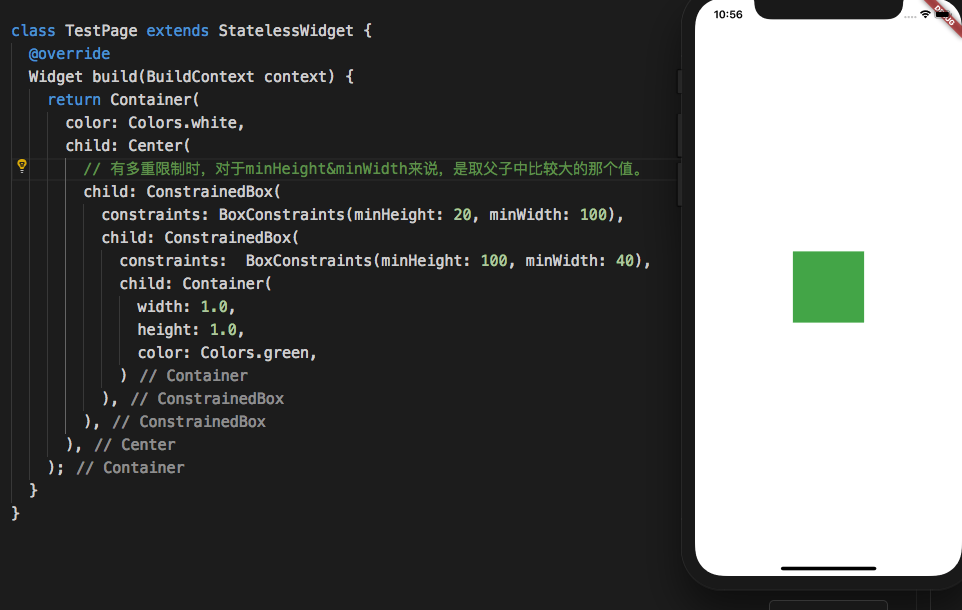 class TestPage extends StatelessWidget {
@override
Widget build(BuildContext context) {
return Container(
color: Colors.white,
child: Center(
// 有多重限制时，对于minHeight&minWidth来说，是取父子中比较大的那个值。
child: ConstrainedBox(
constraints: BoxConstraints(minHeight: 20, minWidth: 100),
child: ConstrainedBox(
constraints:  BoxConstraints(minHeight: 100, minWidth: 40),
child: Container(
width: 1.0,
height: 1.0,
color: Colors.green,
) // Container
), // ConstrainedBox
), // ConstrainedBox
), // Center
); // Container
}
}
10:56
DEBUG